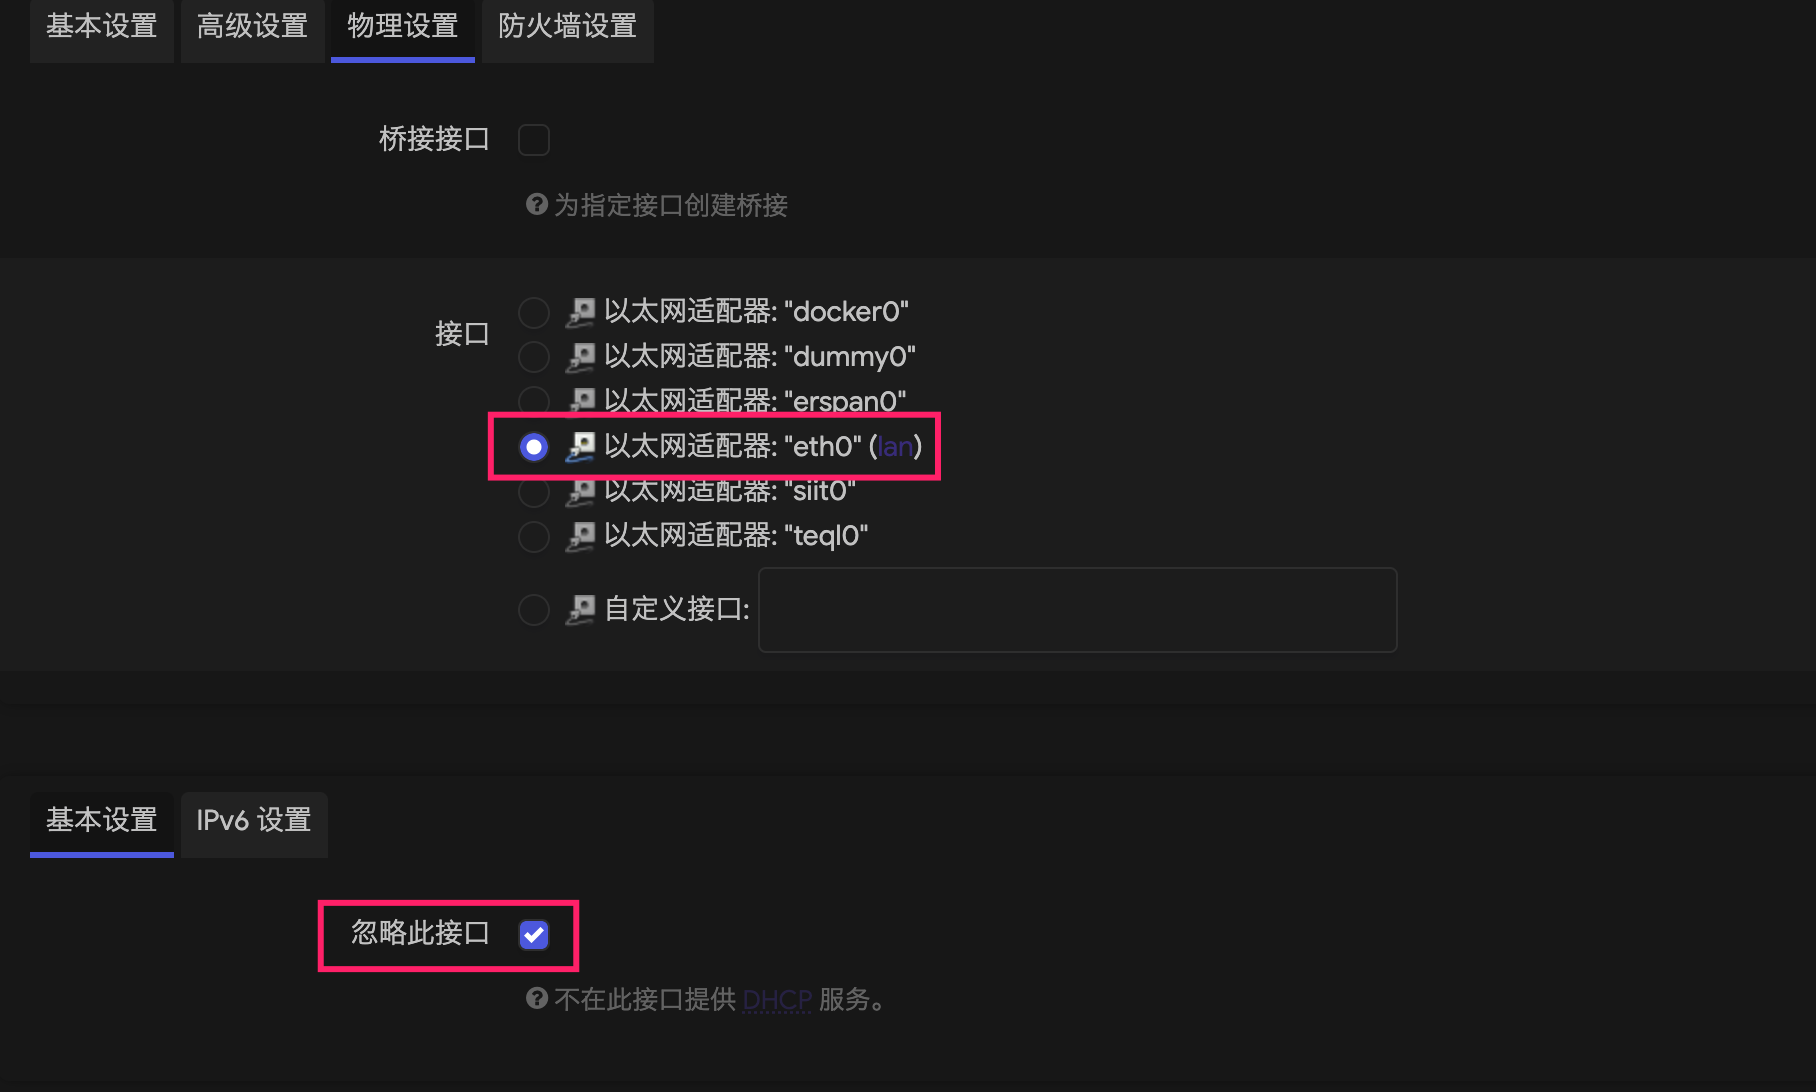 基本设置 高级设置 物理设置 防火墙设置
桥接接口
为指定接口创建桥接
接口
以太网适配器: "docker0"
以太网适配器: "dummy0"
以太网适配器: "erspan0"
以太网适配器: "eth0" (lan)
以太网适配器: "siit0"
以太网适配器: "teql0"
自定义接口:
基本设置 IPv6 设置
忽略此接口
不在此接口提供 DHCP 服务。